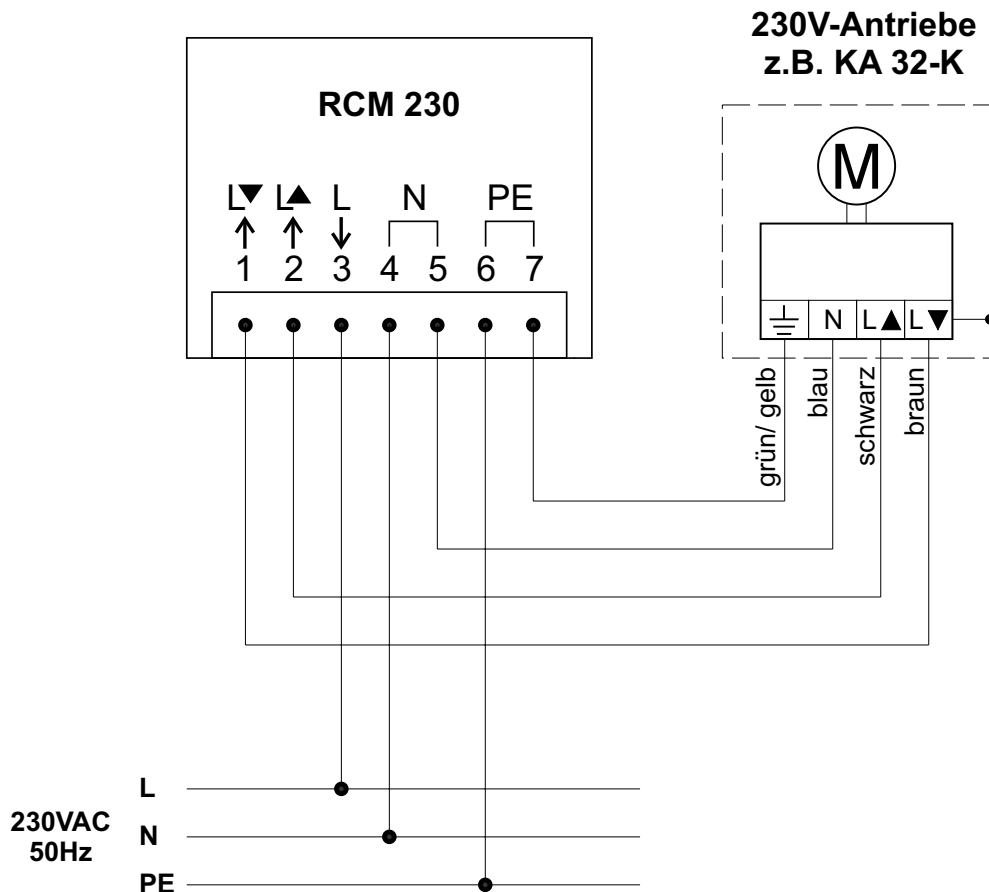 230V-Antriebe
z.B. KA 32-K
RCM 230
M
L▼ L▲ L N PE
1 2 3 4 5 6 7
N L▲ L▼
grün/ gelb
blau
schwarz
braun
L
230VAC
50Hz
N
PE